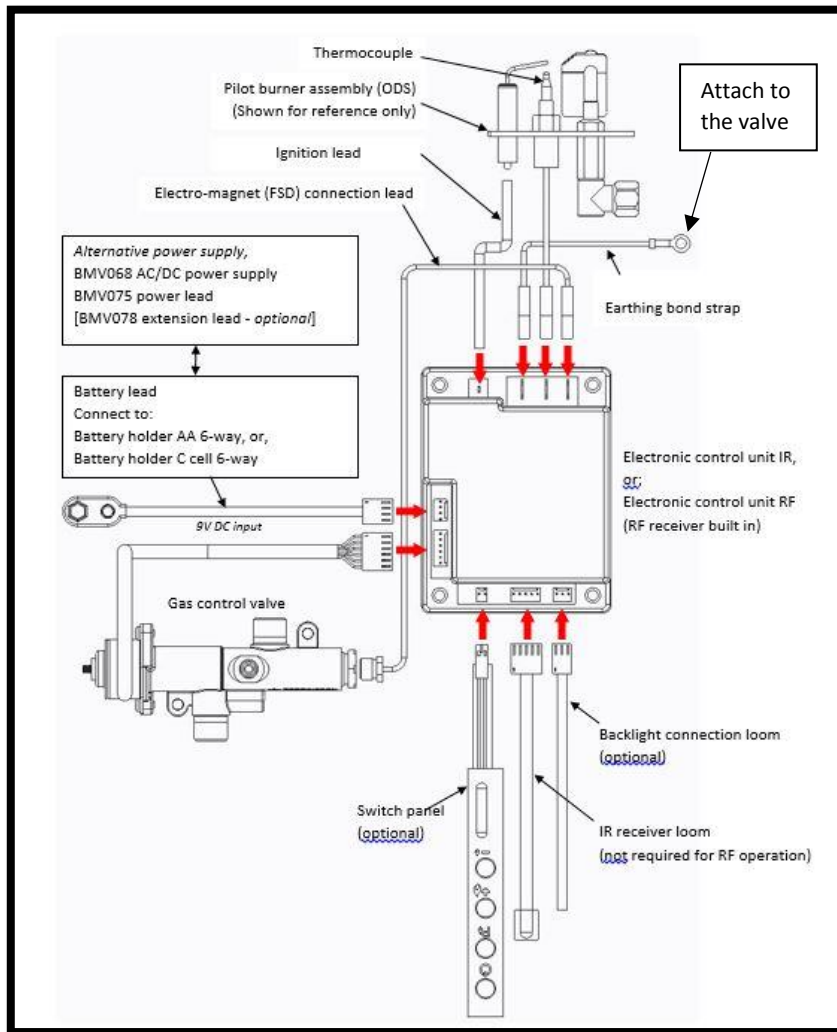 Thermocouple
Pilot burner assembly (ODS)
(Shown for reference only)
Ignition lead
Electro-magnet (FSD) connection lead
Attach to
the valve
Alternative power supply,
BMV068 AC/DC power supply
BMV075 power lead
[BMV078 extension lead - optional]
Earthing bond strap
Battery lead
Connect to:
Battery holder AA 6-way, or,
Battery holder C cell 6-way
Electronic control unit IR,
or;
Electronic control unit RF
(RF receiver built in)
9V DC input
Gas control valve
Backlight connection loom
(optional)
Switch panel
(optional)
IR receiver loom
(not required for RF operation)